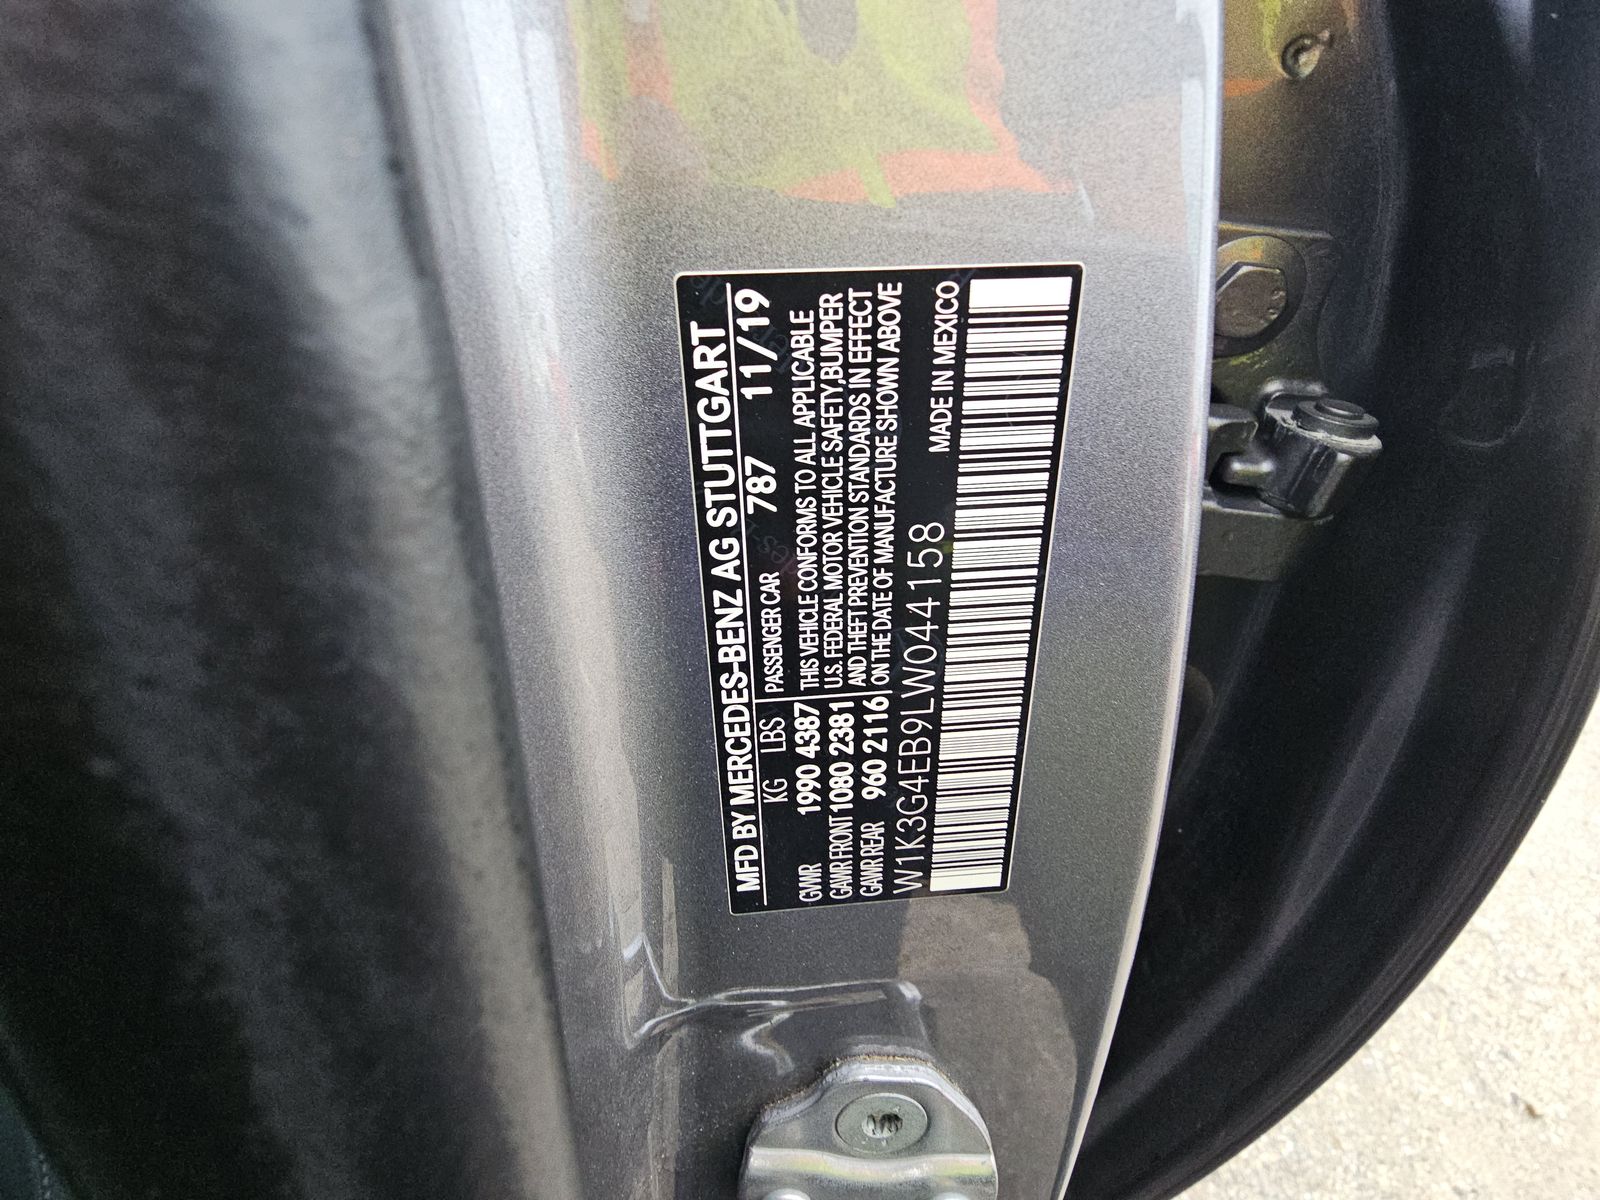 MFD BY MERCEDES-BENZ AG STUTTGART
KG LBS PASSENGER CAR 787 11/19
GVWR 1990 4387 THIS VEHICLE CONFORMS TO ALL APPLICABLE
GAWR FRONT 1080 2381 U.S. FEDERAL MOTOR VEHICLE SAFETY,BUMPER
GAWR REAR 960 2116 AND THEFT PREVENTION STANDARDS IN EFFECT
ON THE DATE OF MANUFACTURE SHOWN ABOVE
W1K3G4EB9LW044158 MADE IN MEXICO